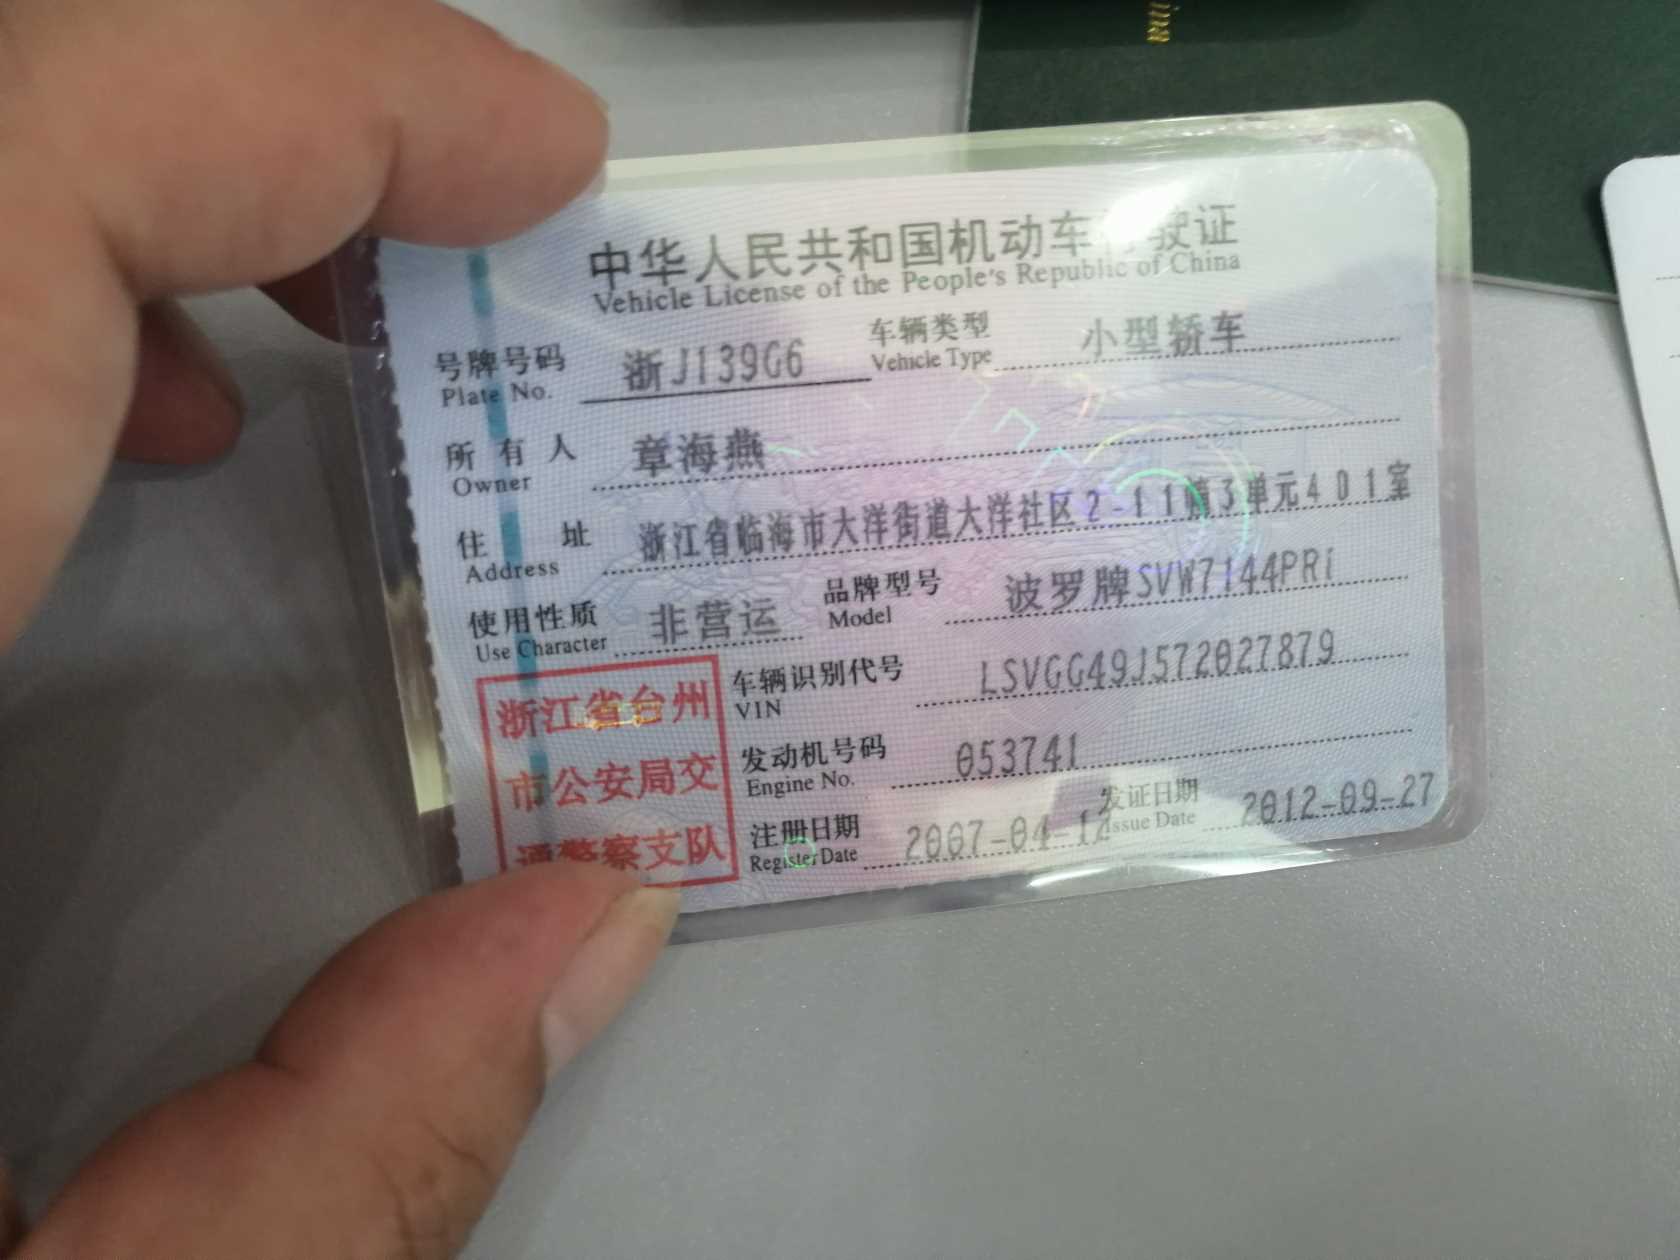 ina
中华人民共和国机动车行驶证
Vehicle License of the People's Republic of China
号牌号码 浙J139G6 车辆类型 小型轿车
Plate No. Vehicle Type
所有人 章海燕
Owner
住址 浙江省临海市大洋街道大洋社区2-11幢3单元401室
Address
使用性质 非营运 品牌型号 波罗牌SVW7144PRi
Use Character Model
浙江省台州
市公安局交
通警察支队
车辆识别代号 LSVGG49J572027879
VIN
发动机号码 053741
Engine No.
注册日期 2007-04-12 发证日期 2012-09-27
Register Date Issue Date